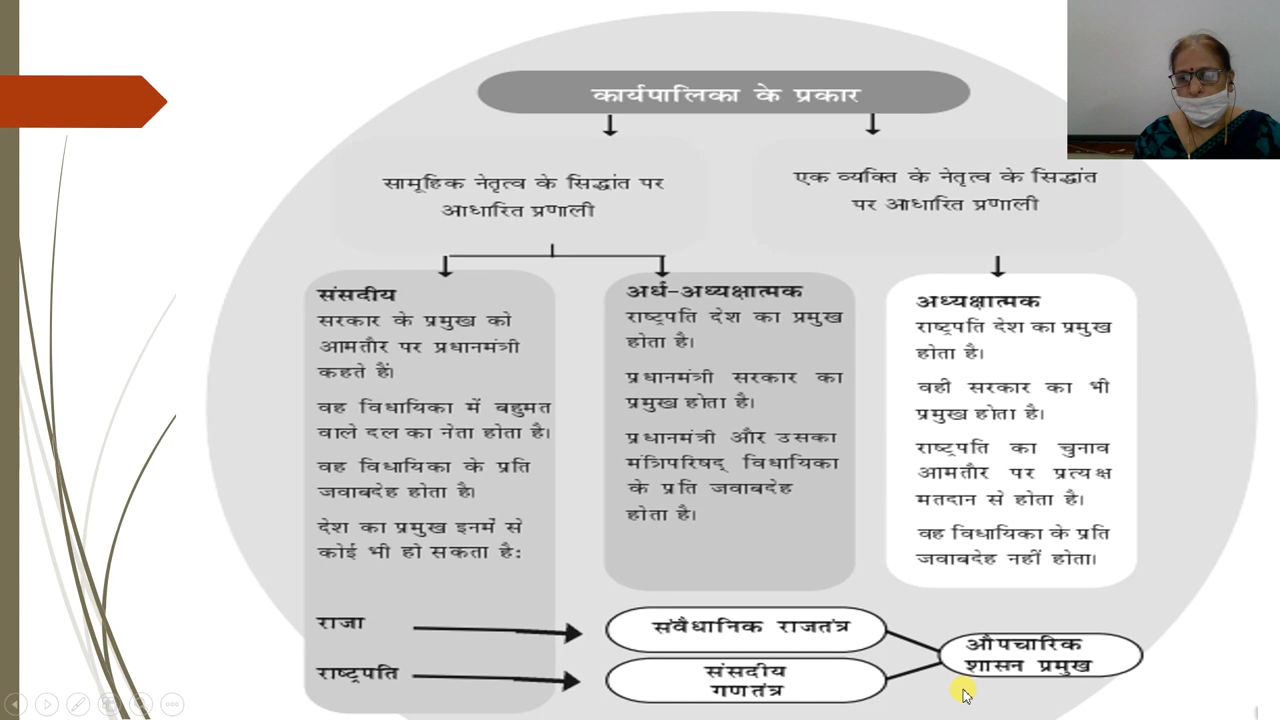 कार्यपालिका के प्रकार
सामूहिक नेतृत्व के सिद्धांत पर
आधारित प्रणाली
एक व्यक्ति के नेतृत्व के सिद्धांत
पर आधारित प्रणाली
संसदीय
सरकार के प्रमुख को
आमतौर पर प्रधानमंत्री
कहते हैं।
वह विधायिका में बहुमत
वाले दल का नेता होता है।
वह विधायिका के प्रति
जवाबदेह होता है।
देश का प्रमुख इनमें से
कोई भी हो सकता है:
अर्ध-अध्यक्षात्मक
राष्ट्रपति देश का प्रमुख
होता है।
प्रधानमंत्री सरकार का
प्रमुख होता है।
प्रधानमंत्री और उसका
मंत्रिपरिषद् विधायिका
के प्रति जवाबदेह
होता है।
अध्यक्षात्मक
राष्ट्रपति देश का प्रमुख
होता है।
वही सरकार का भी
प्रमुख होता है।
राष्ट्रपति का चुनाव
आमतौर पर प्रत्यक्ष
मतदान से होता है।
वह विधायिका के प्रति
जवाबदेह नहीं होता।
राजा
संवैधानिक राजतंत्र
राष्ट्रपति
संसदीय
गणतंत्र
औपचारिक
शासन प्रमुख